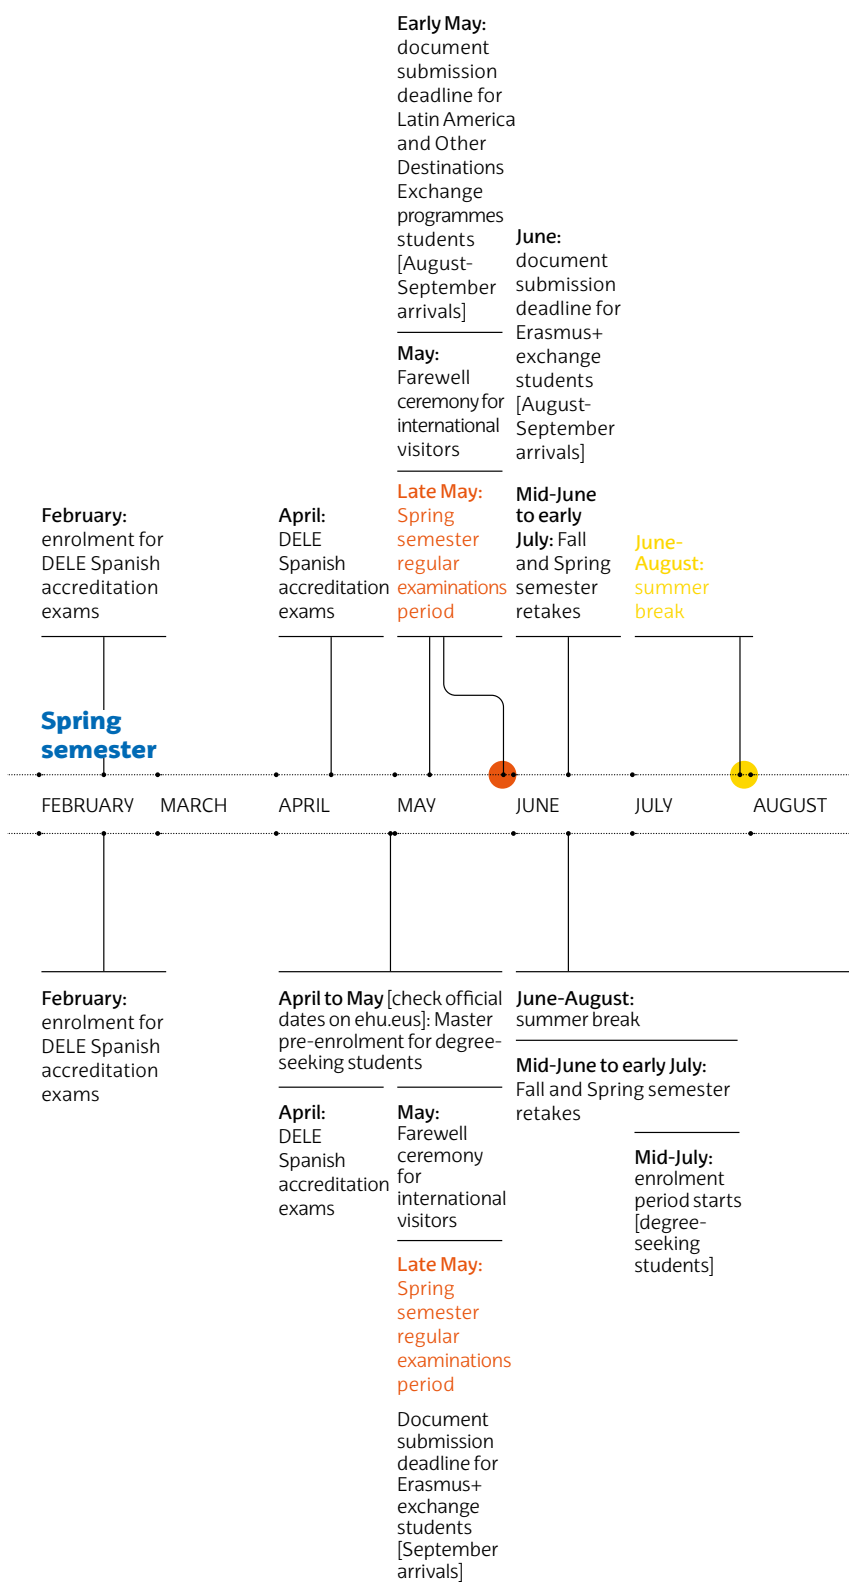 Early May:
document
submission
deadline for
Latin America
and Other
Destinations
Exchange
programmes
students
[August-
September
arrivals]
May:
Farewell
ceremony for
international
visitors
June:
document
submission
deadline for
Erasmus+
exchange
students
[August-
September
arrivals]
February:
enrolment for
DELE Spanish
accreditation
exams
April:
DELE
Spanish
accreditation
exams
Late May:
Spring
semester
regular
examinations
period
Mid-June
to early
July: Fall
and Spring
semester
retakes
June-
August:
summer
break
Spring
semester
FEBRUARY MARCH APRIL MAY JUNE JULY AUGUST
February:
enrolment for
DELE Spanish
accreditation
exams
April to May [check official
dates on ehu.eus]: Master
pre-enrolment for degree-
seeking students
April:
DELE
Spanish
accreditation
exams
May:
Farewell
ceremony
for
international
visitors
Late May:
Spring
semester
regular
examinations
period
Document
submission
deadline for
Erasmus+
exchange
students
[September
arrivals]
June-August:
summer break
Mid-June to early July:
Fall and Spring semester
retakes
Mid-July:
enrolment
period starts
[degree-
seeking
students]